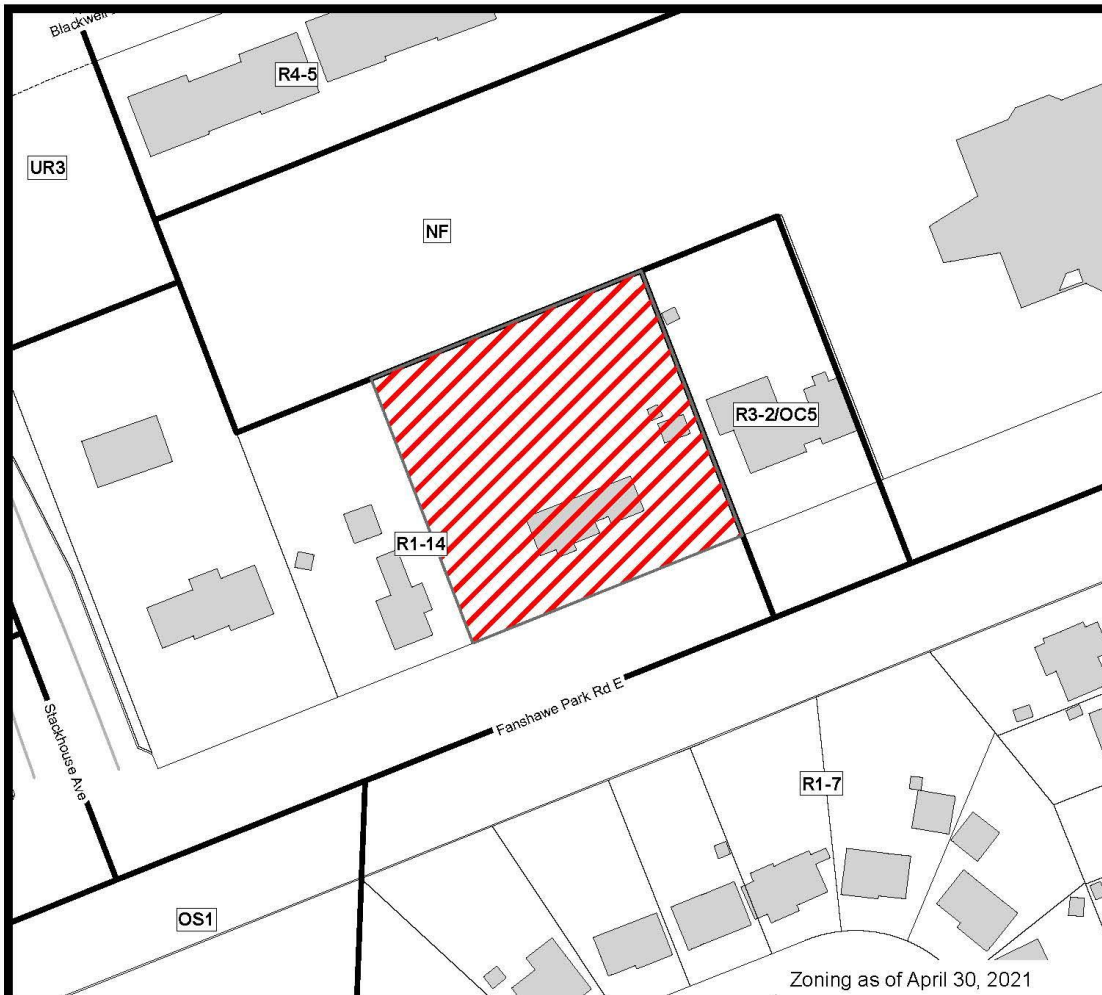 Blackwell
R4-5
UR3
NF
R3-2/OC5
R1-14
Fanshawe Park Rd E
Stackhouse Ave
R1-7
OS1
Zoning as of April 30, 2021